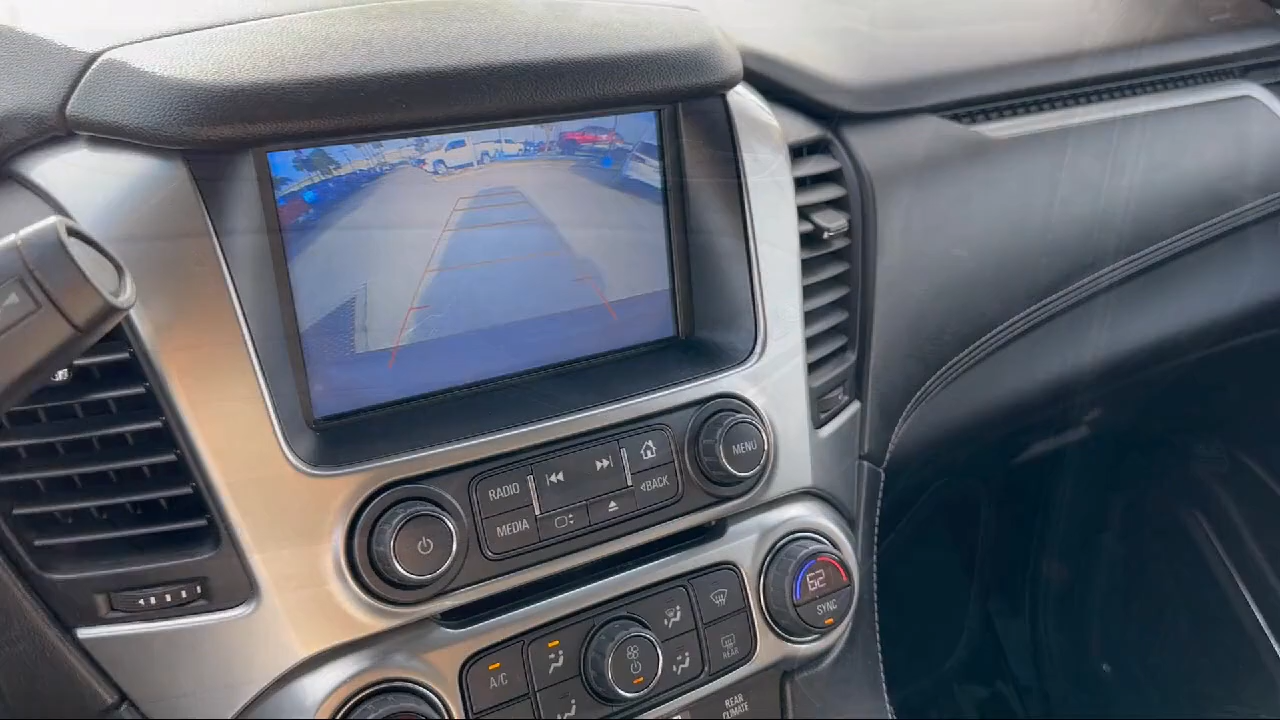 RADIO
MENU
MEDIA
BACK
62
SYNC
A/C
REAR
REAR
CLIMATE